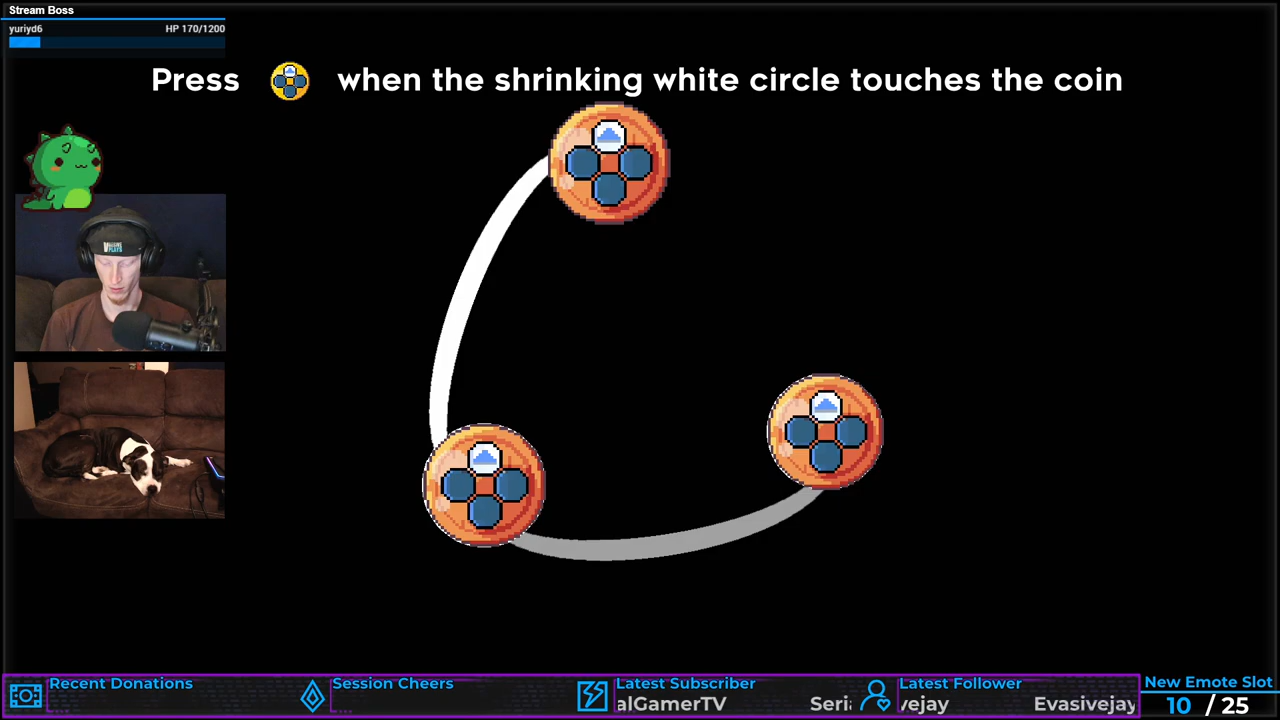 Stream Boss
yuriyd6 HP 170/1200
Press when the shrinking white circle touches the coin
Recent Donations
Session Cheers
Latest Subscriber
alGamerTV Seri
Latest Follower
vejay Evasivejay
New Emote Slot
10 / 25